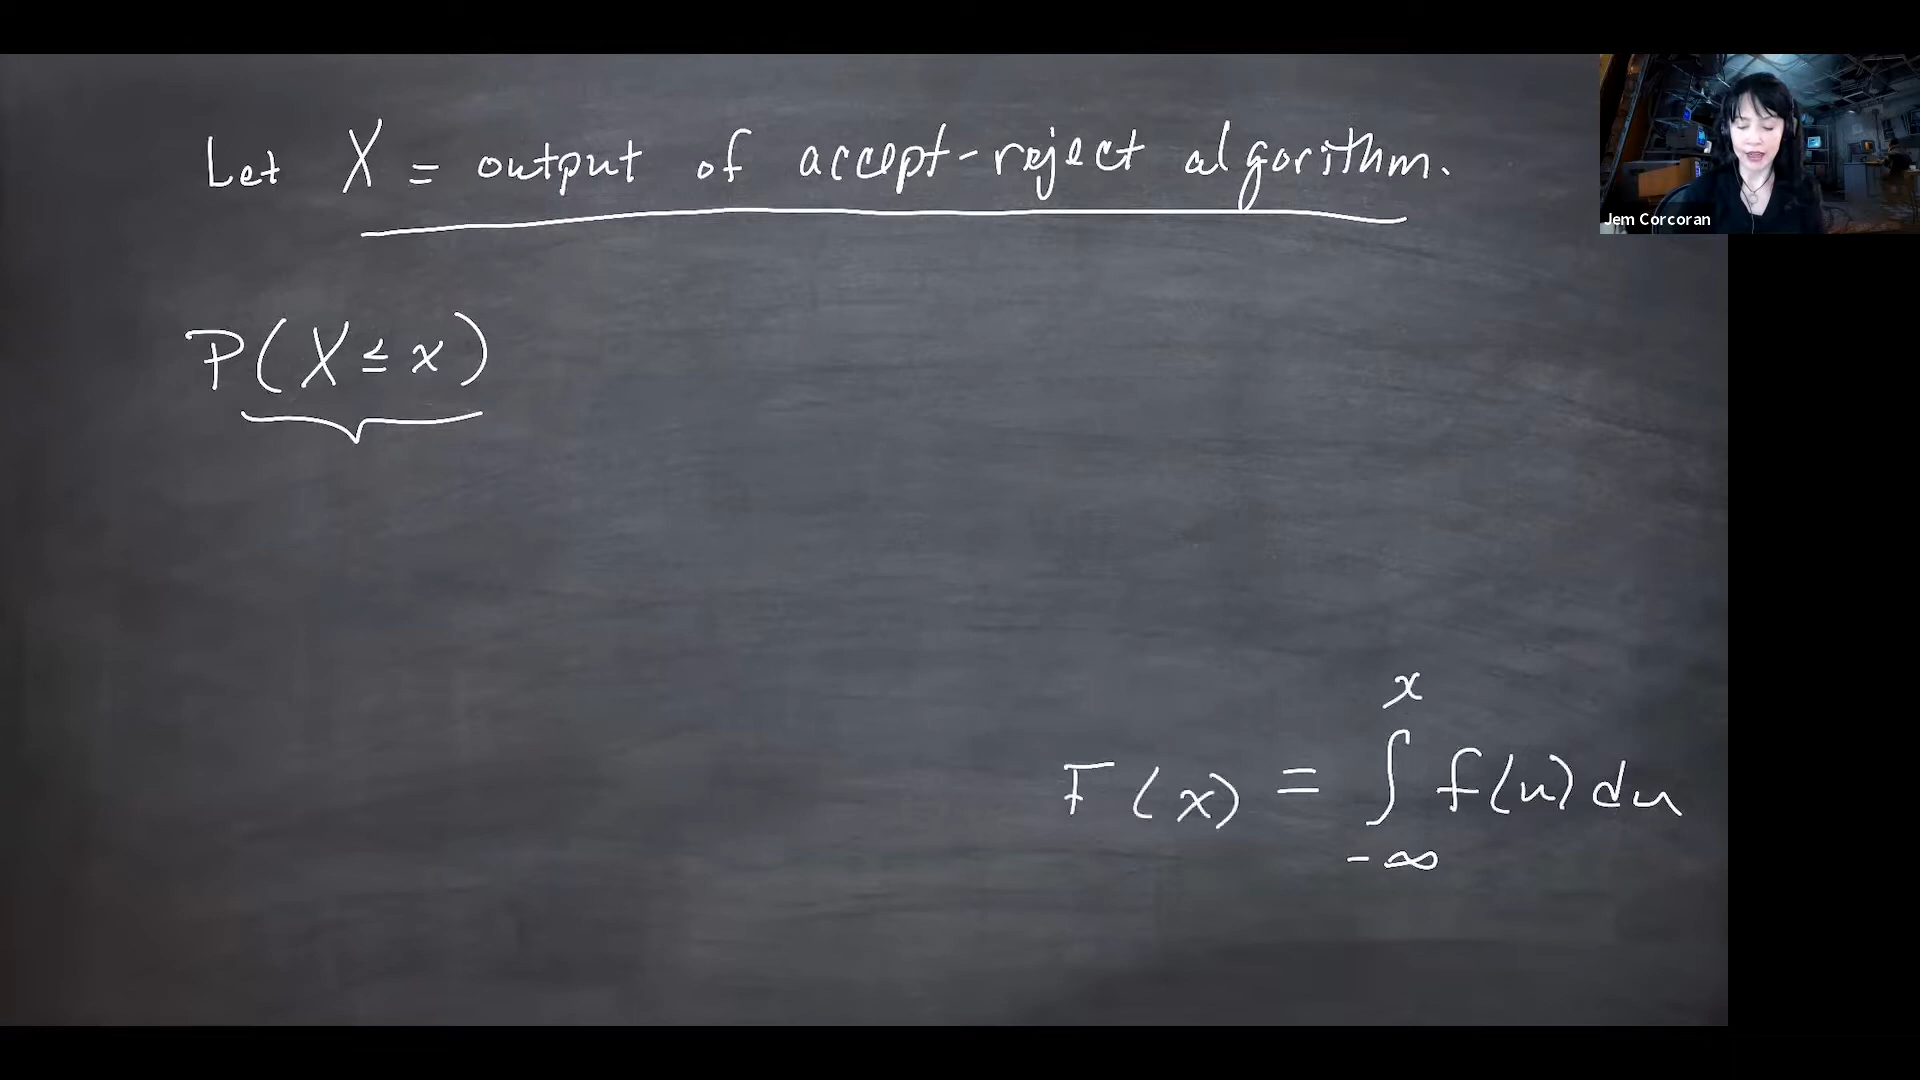 Let X = output of accept-reject algorithm.
Jem Corcoran
P(X ≤ x)
F(x) = ∫_{-∞}^{x} f(u) du